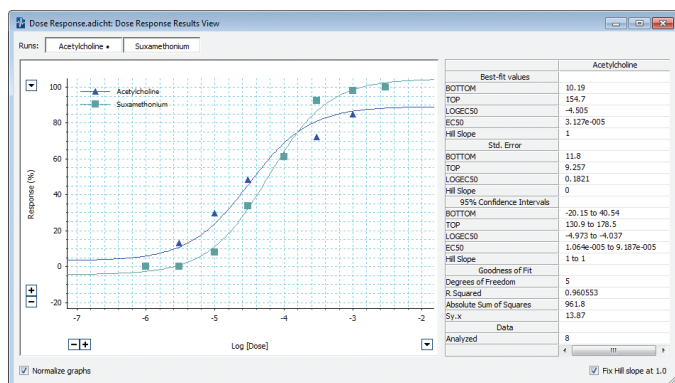 Dose Response.adicht: Dose Response Results View
Runs: Acetylcholine • Suxamethonium
Acetylcholine
Suxamethonium
Response (%)
100
80
60
40
20
0
-20
-7 -6 -5 -4 -3 -2
Log [Dose]
Acetylcholine
Best-fit values
BOTTOM 10.19
TOP 154.7
LOGEC50 -4.505
EC50 3.127e-005
Hill Slope 1
Std. Error
BOTTOM 11.8
TOP 9.257
LOGEC50 0.1821
Hill Slope 0
95% Confidence Intervals
BOTTOM -20.15 to 40.54
TOP 130.9 to 178.5
LOGEC50 -4.973 to -4.037
EC50 1.064e-005 to 9.187e-005
Hill Slope 1 to 1
Goodness of Fit
Degrees of Freedom 5
R Squared 0.960553
Absolute Sum of Squares 961.8
Sy.x 13.87
Data
Analyzed 8
Normalize graphs
Fix Hill slope at 1.0